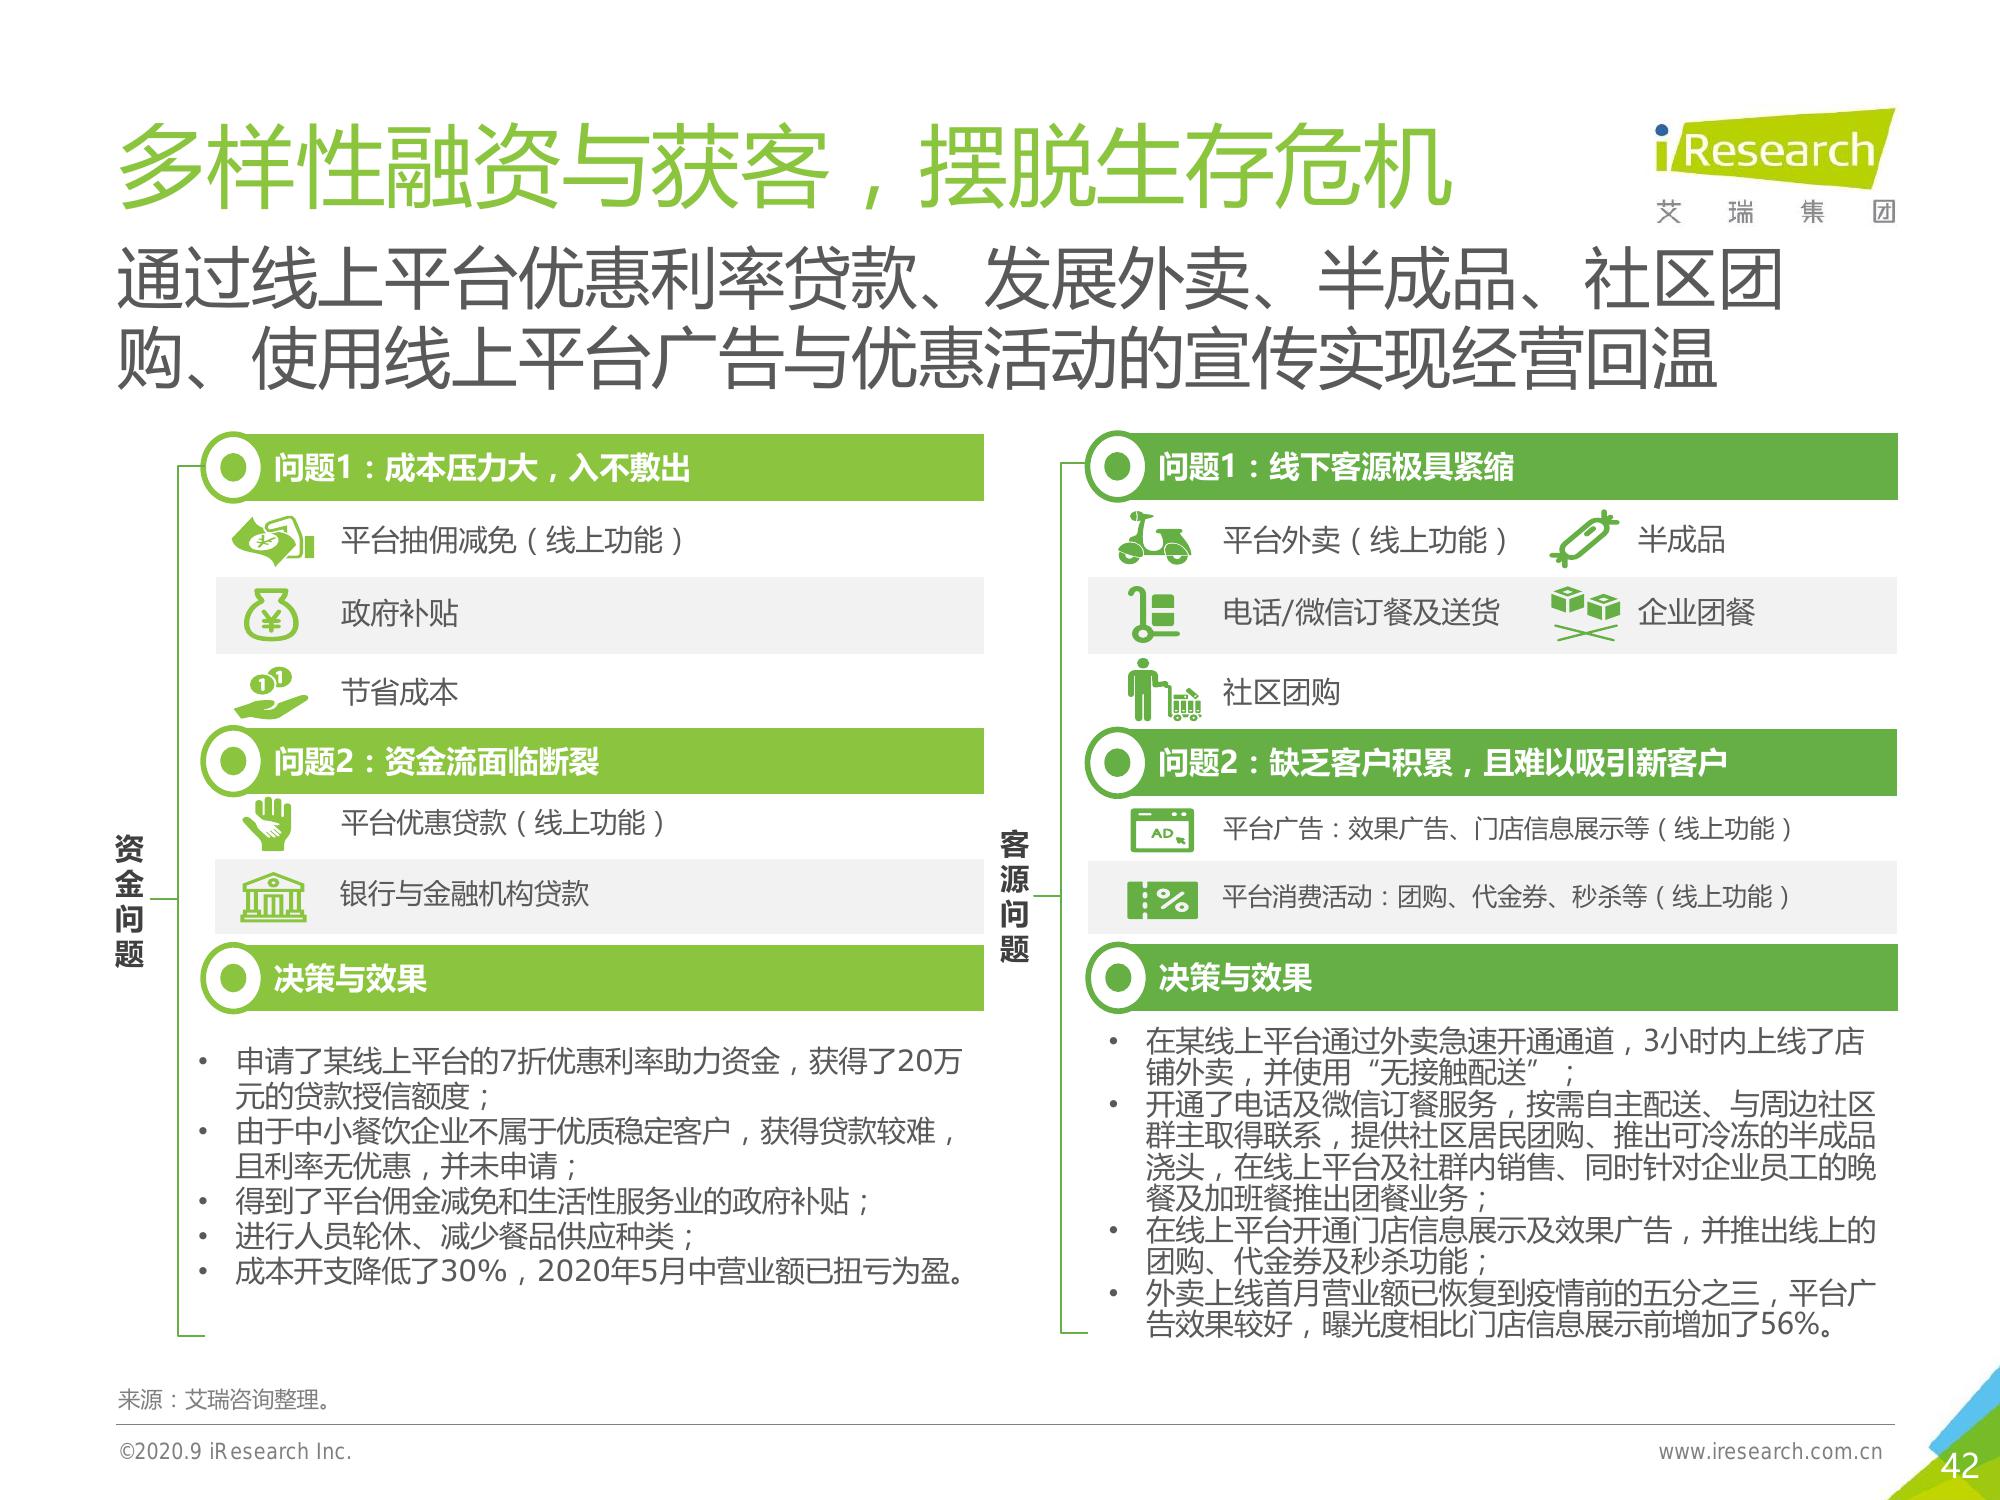 多样性融资与获客，摆脱生存危机
iResearch
艾瑞集团
通过线上平台优惠利率贷款、发展外卖、半成品、社区团
购、使用线上平台广告与优惠活动的宣传实现经营回温
资金问题
问题1：成本压力大，入不敷出
平台抽佣减免（线上功能）
政府补贴
节省成本
问题2：资金流面临断裂
平台优惠贷款（线上功能）
银行与金融机构贷款
决策与效果
• 申请了某线上平台的7折优惠利率助力资金，获得了20万
元的贷款授信额度；
• 由于中小餐饮企业不属于优质稳定客户，获得贷款较难，
且利率无优惠，并未申请；
• 得到了平台佣金减免和生活性服务业的政府补贴；
• 进行人员轮休、减少餐品供应种类；
• 成本开支降低了30%，2020年5月中营业额已扭亏为盈。
客源问题
问题1：线下客源极具紧缩
平台外卖（线上功能）
半成品
电话/微信订餐及送货
企业团餐
社区团购
问题2：缺乏客户积累，且难以吸引新客户
AD
平台广告：效果广告、门店信息展示等（线上功能）
%
平台消费活动：团购、代金券、秒杀等（线上功能）
决策与效果
• 在某线上平台通过外卖急速开通通道，3小时内上线了店
铺外卖，并使用“无接触配送”；
• 开通了电话及微信订餐服务，按需自主配送、与周边社区
群主取得联系，提供社区居民团购、推出可冷冻的半成品
浇头，在线上平台及社群内销售、同时针对企业员工的晚
餐及加班餐推出团餐业务；
• 在线上平台开通门店信息展示及效果广告，并推出线上的
团购、代金券及秒杀功能；
• 外卖上线首月营业额已恢复到疫情前的五分之三，平台广
告效果较好，曝光度相比门店信息展示前增加了56%。
来源：艾瑞咨询整理。
©2020.9 iResearch Inc.
www.iresearch.com.cn
42